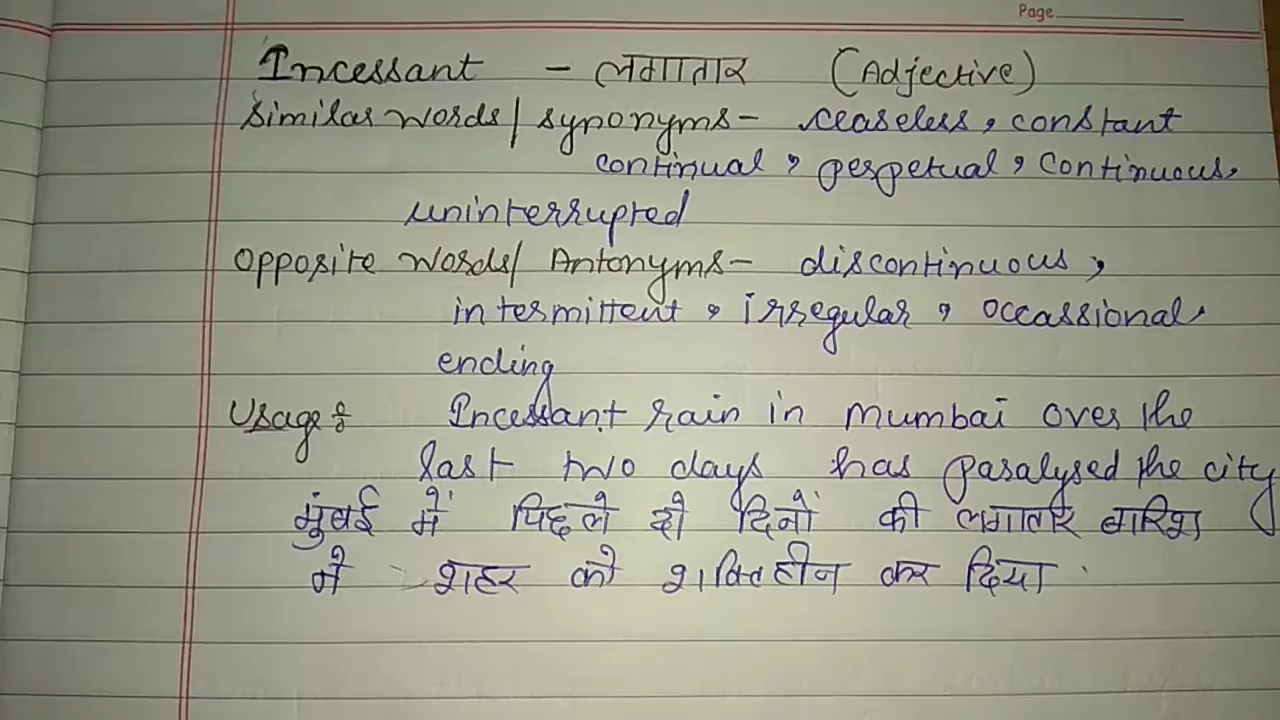 Page
Incessant - लगातार (Adjective)
Similar words/ synonyms- ceaseless, constant
continual, perpetual, continuous,
uninterrupted
Opposite words/ Antonyms- discontinuous,
intermittent, irregular, occassional,
ending
Usage: Incessant rain in Mumbai over the
last two days has paralysed the city
मुंबई में पिछले दो दिनों की लगातार बारिश
ने शहर को शक्तिहीन कर दिया.